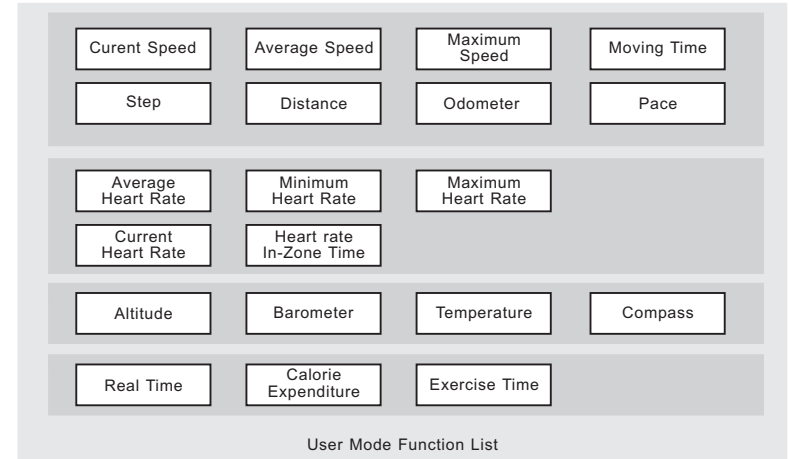 Curent Speed
Average Speed
Maximum
Speed
Moving Time
Step
Distance
Odometer
Pace
Average
Heart Rate
Minimum
Heart Rate
Maximum
Heart Rate
Current
Heart Rate
Heart rate
In-Zone Time
Altitude
Barometer
Temperature
Compass
Real Time
Calorie
Expenditure
Exercise Time
User Mode Function List